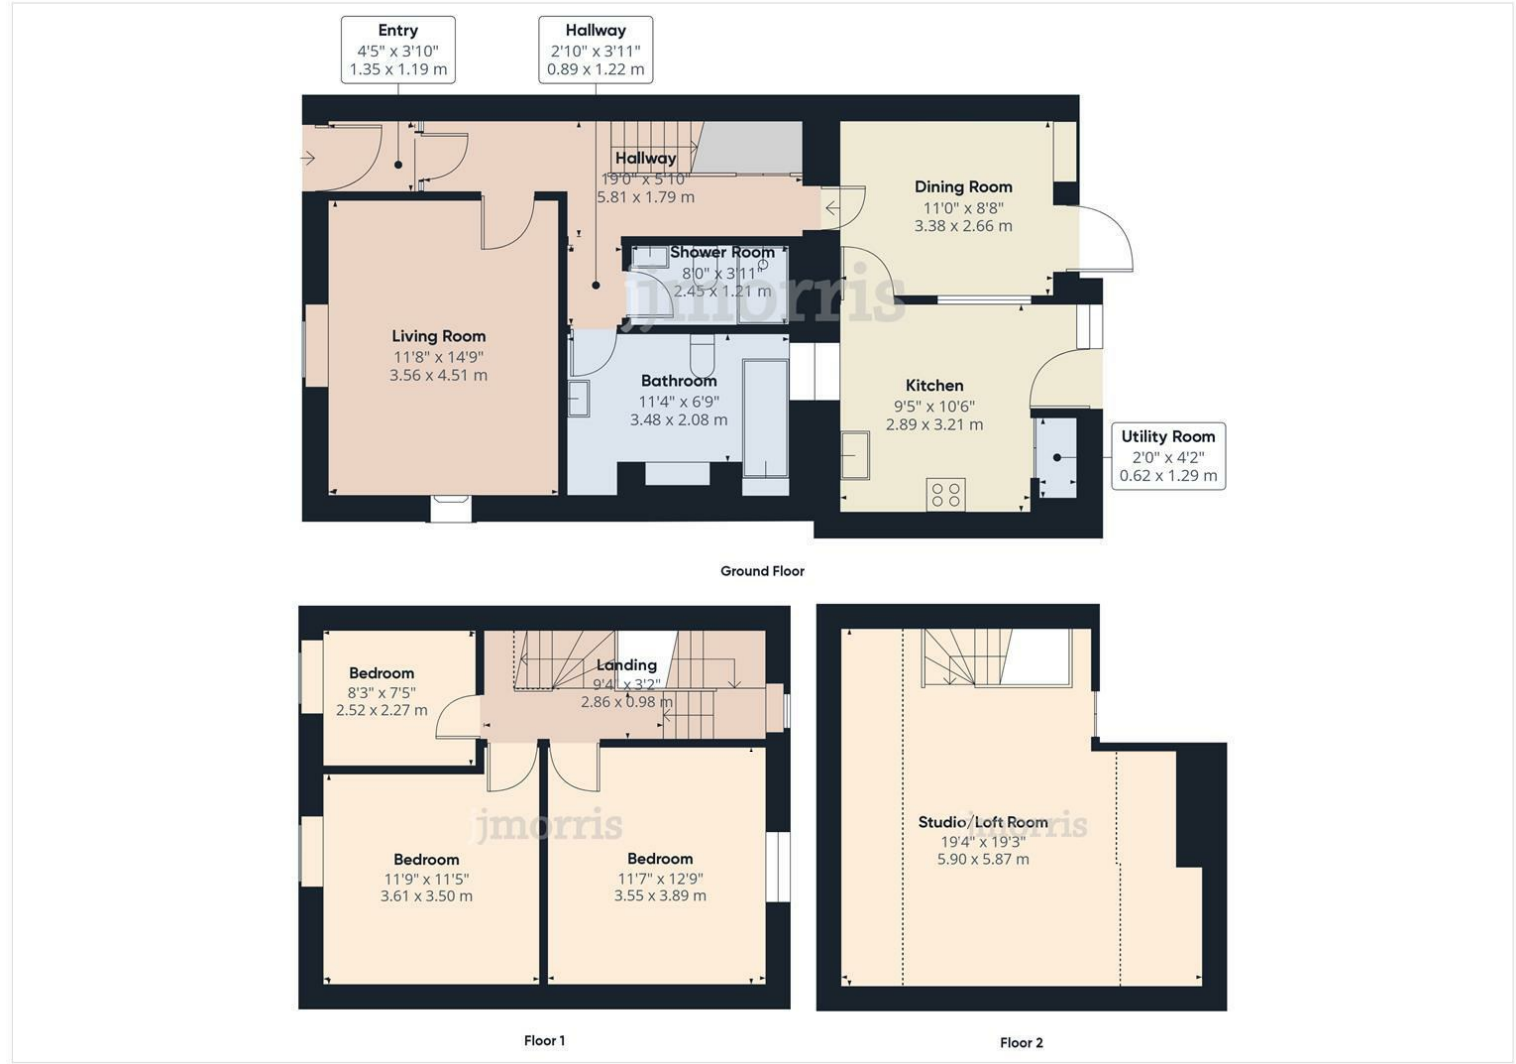 Entry
4'5" x 3'10"
1.35 x 1.19 m
Hallway
2'10" x 3'11"
0.89 x 1.22 m
Hallway
19'0" x 5'10"
5.81 x 1.79 m
Dining Room
11'0" x 8'8"
3.38 x 2.66 m
Shower Room
8'0" x 3'11"
2.45 x 1.21 m
jjmorris
Living Room
11'8" x 14'9"
3.56 x 4.51 m
Bathroom
11'4" x 6'9"
3.48 x 2.08 m
Kitchen
9'5" x 10'6"
2.89 x 3.21 m
Utility Room
2'0" x 4'2"
0.62 x 1.29 m
Ground Floor
Bedroom
8'3" x 7'5"
2.52 x 2.27 m
Landing
9'4" x 3'2"
2.86 x 0.98 m
jjmorris
Bedroom
11'9" x 11'5"
3.61 x 3.50 m
Bedroom
11'7" x 12'9"
3.55 x 3.89 m
Floor 1
Studio/Loft Room
19'4" x 19'3"
5.90 x 5.87 m
jjmorris
Floor 2